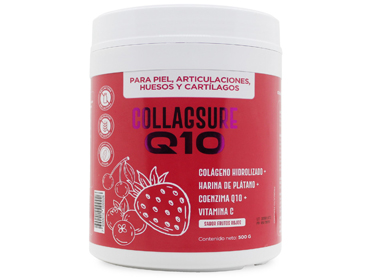 PARA PIEL, ARTICULACIONES,
HUESOS Y CARTÍLAGOS
COLLAGSURE
Q10
COLÁGENO HIDROLIZADO +
HARINA DE PLÁTANO +
COENZIMA Q10 +
VITAMINA C
SABOR FRUTOS ROJOS
Contenido neto: 500 G